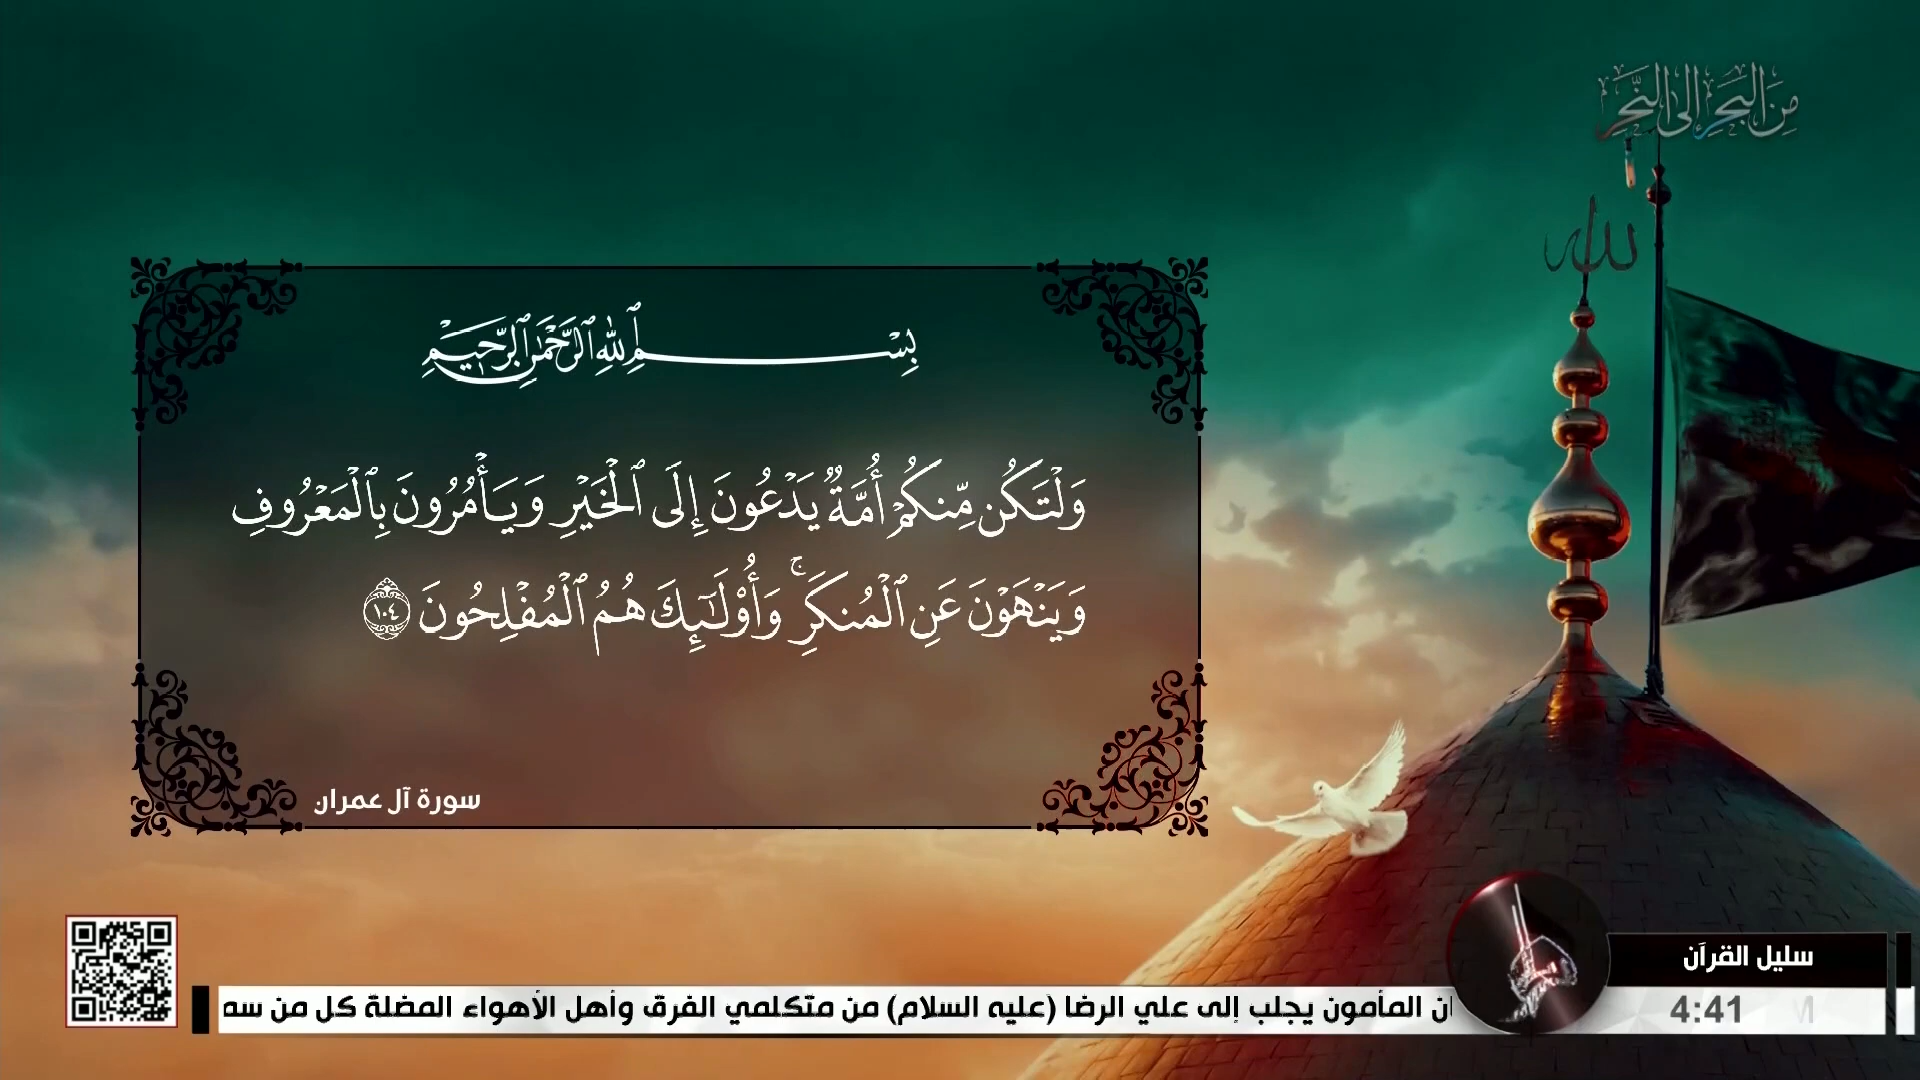 مِنَ البَحرِ إلى النَّحرِ
الله
بِسْمِ ٱللَّهِ ٱلرَّحْمَٰنِ ٱلرَّحِيمِ
وَلْتَكُن مِّنكُمْ أُمَّةٌ يَدْعُونَ إِلَى ٱلْخَيْرِ وَيَأْمُرُونَ بِٱلْمَعْرُوفِ
وَيَنْهَوْنَ عَنِ ٱلْمُنكَرِ ۚ وَأُو۟لَـٰٓئِكَ هُمُ ٱلْمُفْلِحُونَ ١٠٤
سورة آل عمران
سليل القرآن
4:41
ان المأمون يجلب إلى علي الرضا (عليه السلام) من متكلمي الفرق وأهل الأهواء المضلة كل من سم